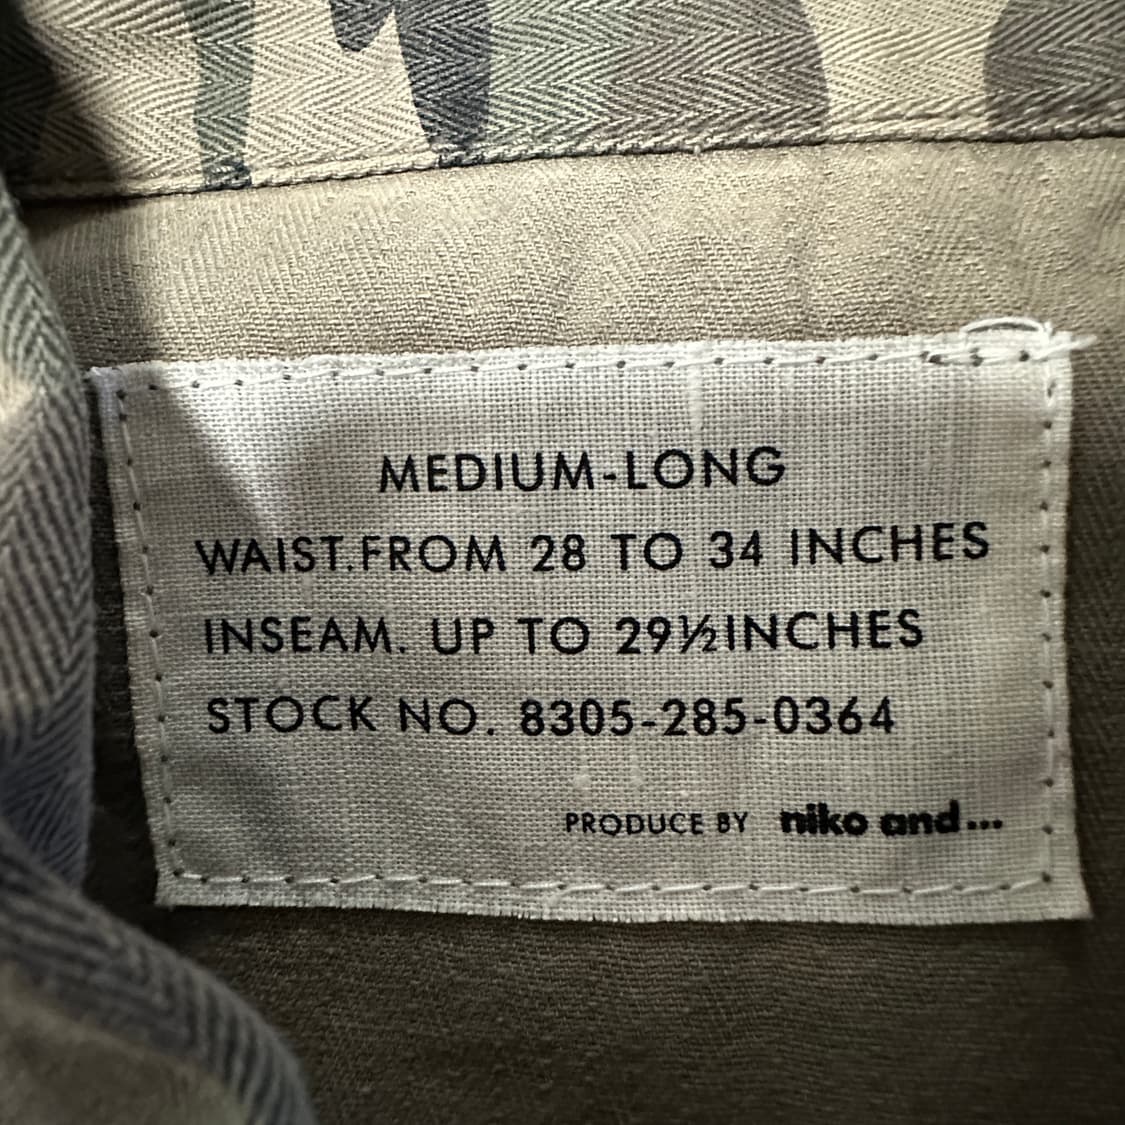 MEDIUM-LONG
WAIST.FROM 28 TO 34 INCHES
INSEAM. UP TO 29½INCHES
STOCK NO. 8305-285-0364
PRODUCE BY niko and...